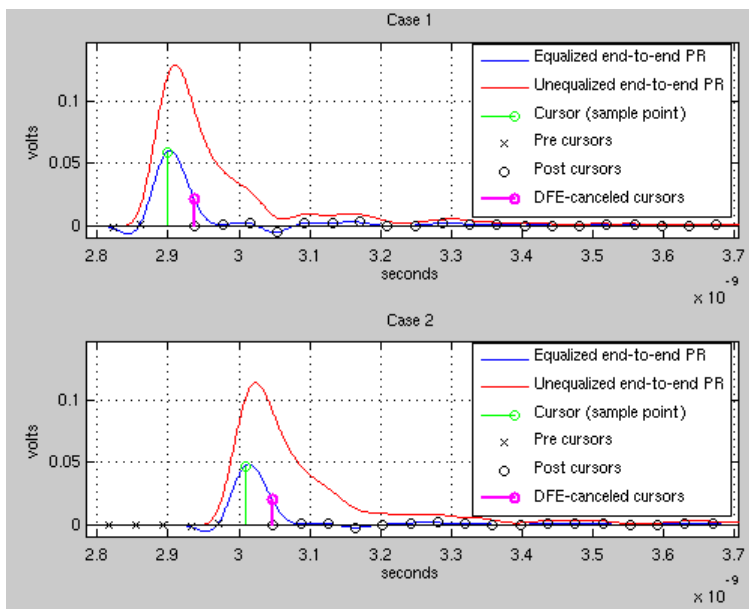 Case 1
volts
0.1
0.05
0
Equalized end-to-end PR
Unequalized end-to-end PR
Cursor (sample point)
Pre cursors
Post cursors
DFE-canceled cursors
2.8 2.9 3 3.1 3.2 3.3 3.4 3.5 3.6 3.7
seconds
x 10 -9
Case 2
volts
0.1
0.05
0
Equalized end-to-end PR
Unequalized end-to-end PR
Cursor (sample point)
Pre cursors
Post cursors
DFE-canceled cursors
2.8 2.9 3 3.1 3.2 3.3 3.4 3.5 3.6 3.7
seconds
x 10 -9